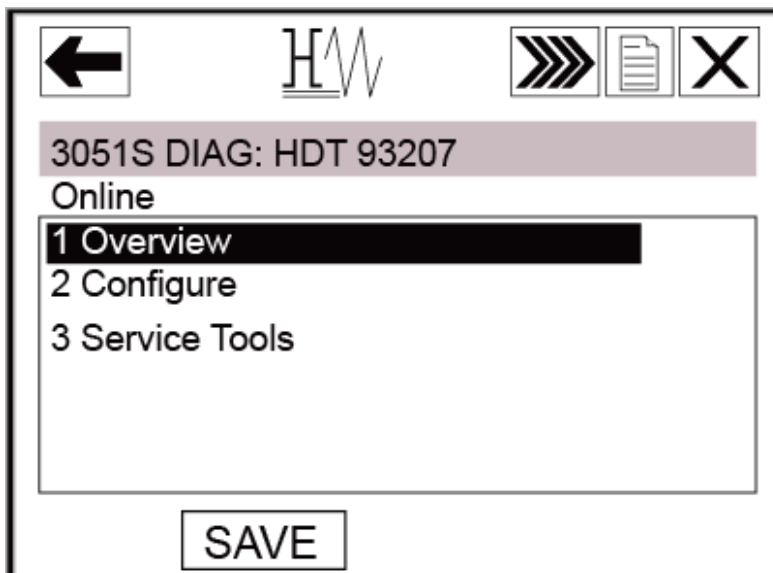 3051S DIAG: HDT 93207
Online
1 Overview
2 Configure
3 Service Tools
SAVE